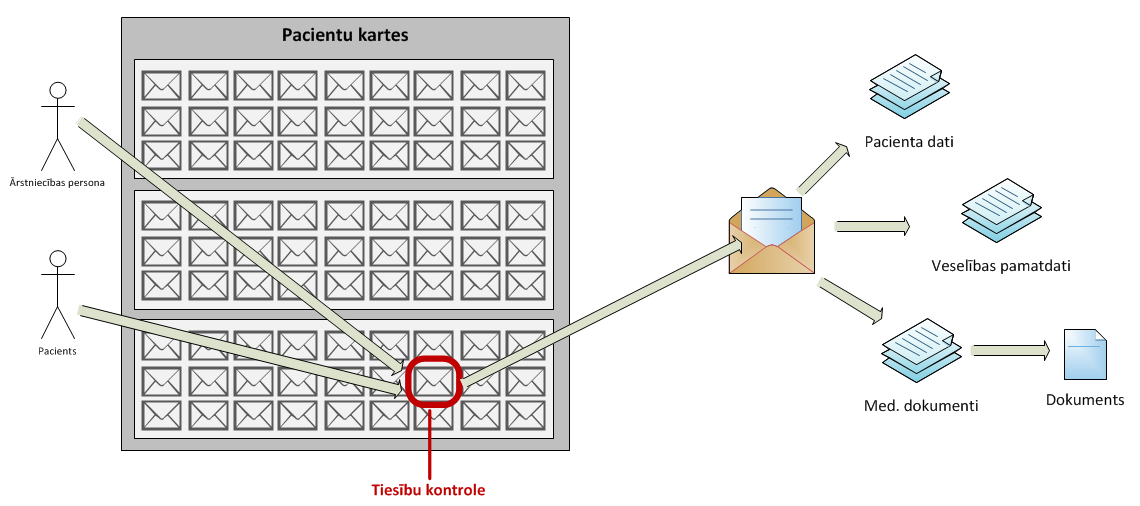 Pacientu kartes
Ārstniecības persona
Pacients
Tiesību kontrole
Pacienta dati
Veselības pamatdati
Med. dokumenti
Dokuments